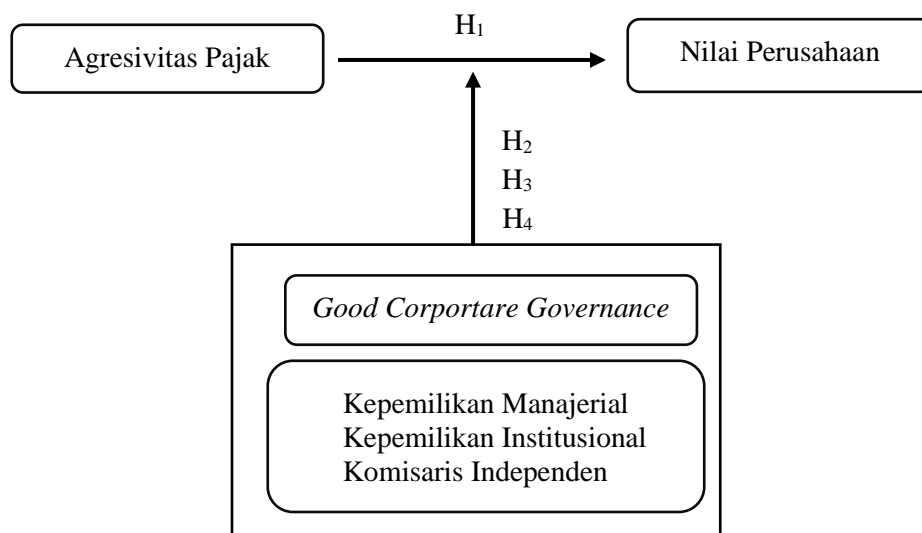 H₁
Agresivitas Pajak
Nilai Perusahaan
H₂
H₃
H₄
Good Corportare Governance
Kepemilikan Manajerial
Kepemilikan Institusional
Komisaris Independen